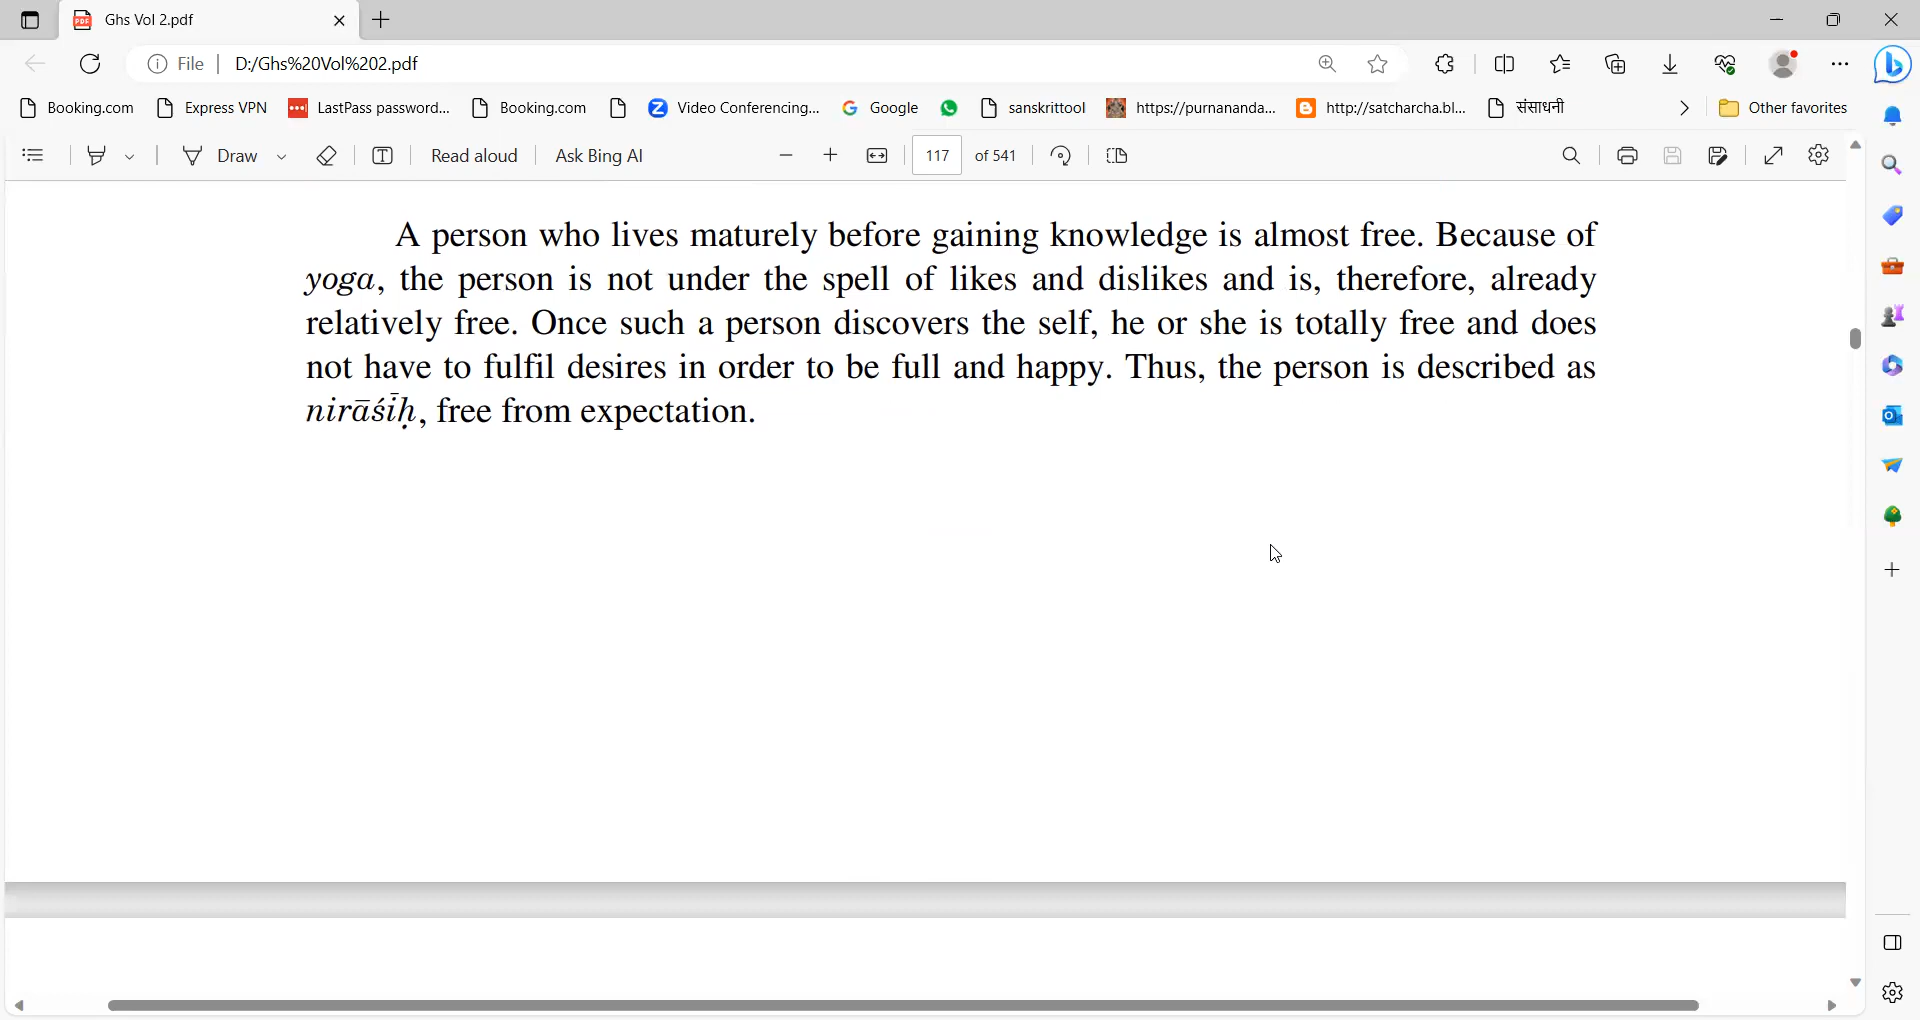 Ghs Vol 2.pdf
File D:/Ghs%20Vol%202.pdf
Booking.com Express VPN LastPass password... Booking.com Video Conferencing... Google sanskrittool https://purnananda... http://satcharcha.bl... संसाधनी Other favorites
Draw Read aloud Ask Bing AI 117 of 541
A person who lives maturely before gaining knowledge is almost free. Because of
yoga, the person is not under the spell of likes and dislikes and is, therefore, already
relatively free. Once such a person discovers the self, he or she is totally free and does
not have to fulfil desires in order to be full and happy. Thus, the person is described as
nirāśīḥ, free from expectation.